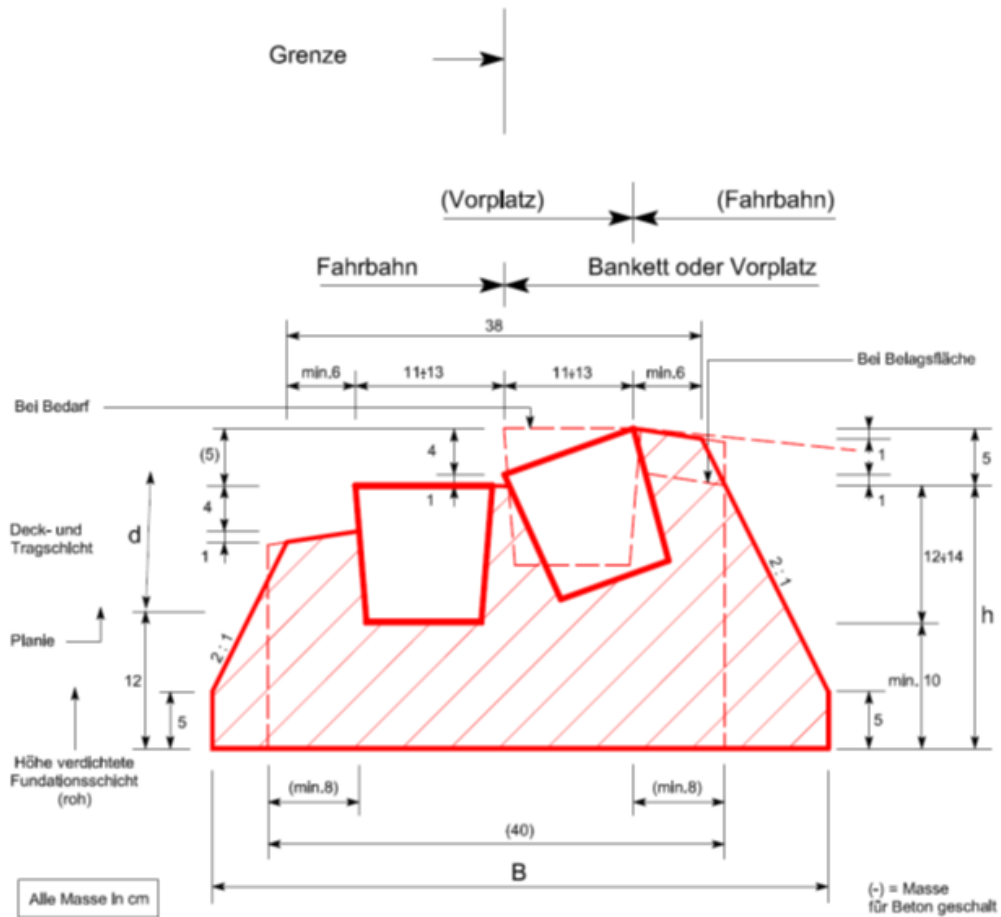 Grenze
(Vorplatz) (Fahrbahn)
Fahrbahn Bankett oder Vorplatz
38
Bei Belagsfläche
min.6 11÷13 11÷13 min.6
Bei Bedarf
(5) 4 1 5
4 1 1
Deck- und
Tragschicht
d
1
12÷14
2:1 2:1
h
Planie
12
min. 10
5 5
Höhe verdichtete
Fundationsschicht
(roh)
(min.8) (min.8)
(40)
B
Alle Masse in cm
(-) = Masse
für Beton geschalt